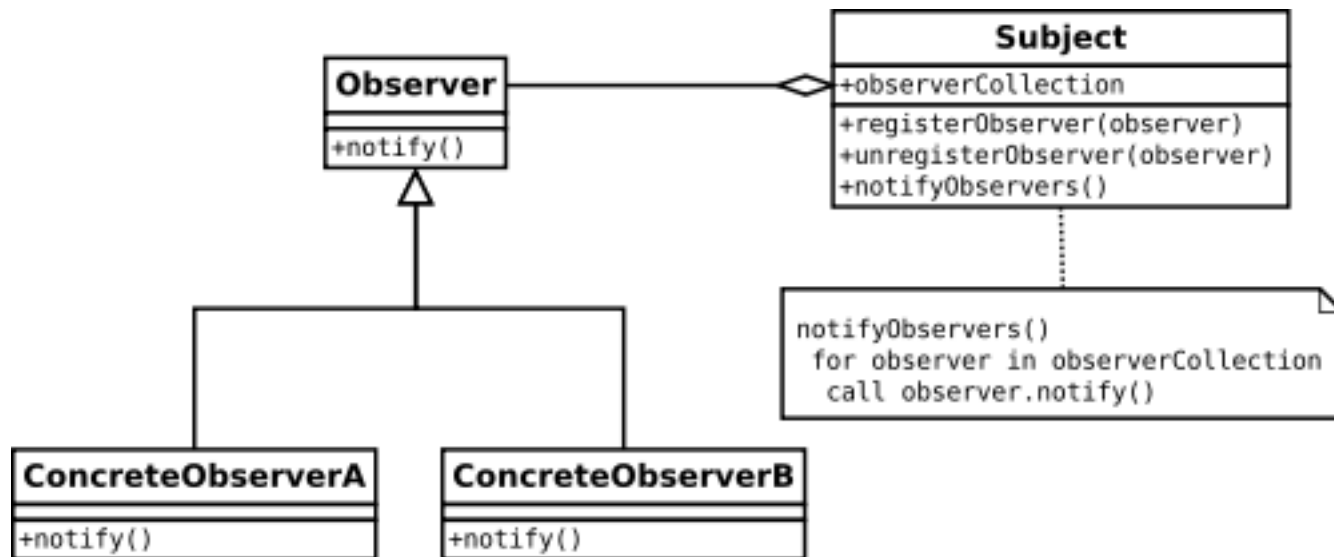 Subject
+observerCollection
+registerObserver(observer)
+unregisterObserver(observer)
+notifyObservers()
Observer
+notify()
notifyObservers()
for observer in observerCollection
call observer.notify()
ConcreteObserverA
+notify()
ConcreteObserverB
+notify()